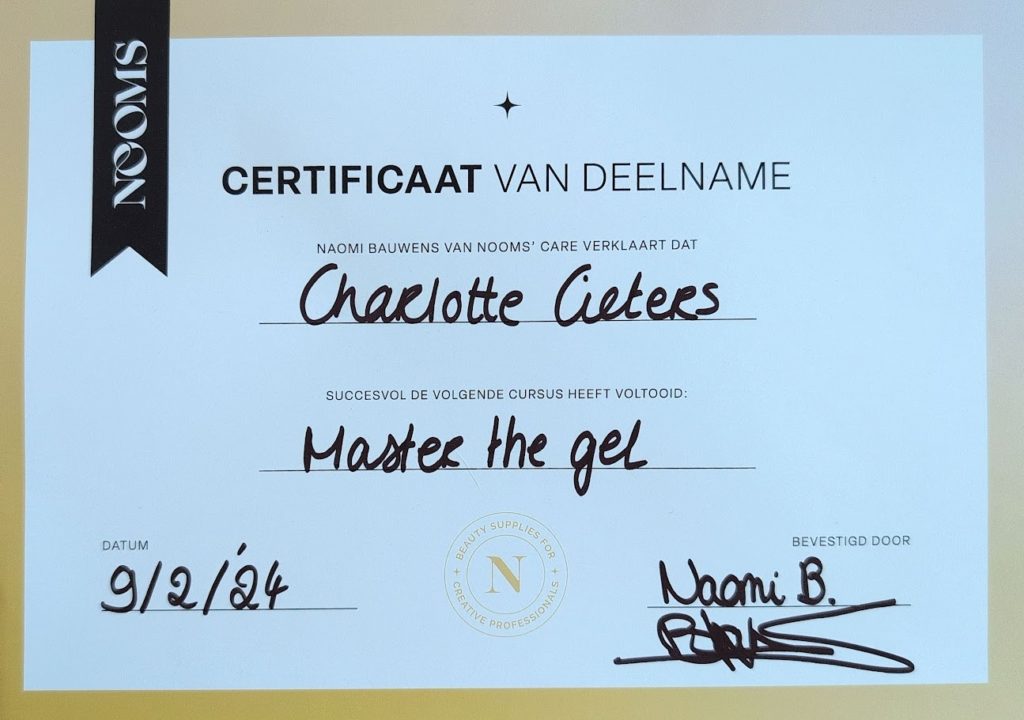 NOOMS
CERTIFICAAT VAN DEELNAME
NAOMI BAUWENS VAN NOOMS' CARE VERKLAART DAT
Charlotte Cieters
SUCCESVOL DE VOLGENDE CURSUS HEEFT VOLTOOID:
Master the gel
DATUM
9/2/'24
BEAUTY SUPPLIES FOR
N
CREATIVE PROFESSIONALS
BEVESTIGD DOOR
Naomi B.